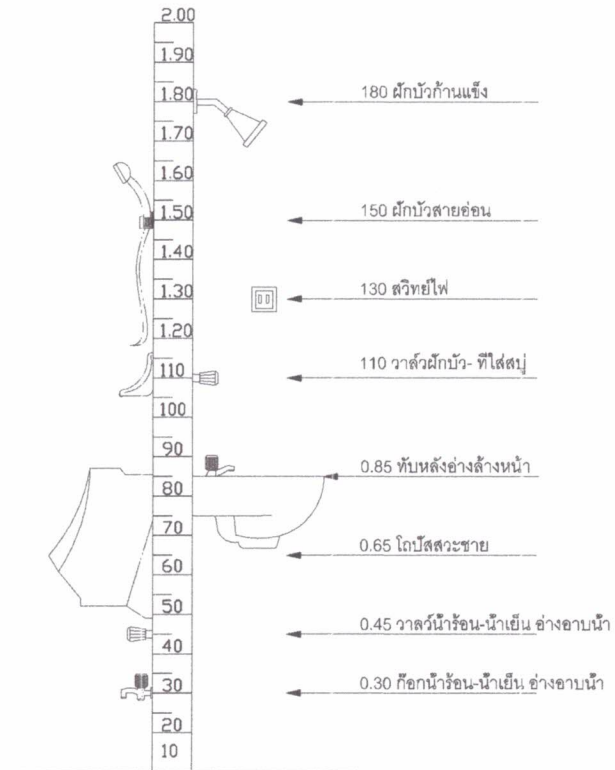 2.00
1.90
1.80
180 ฝักบัวก้านแข็ง
1.70
1.60
1.50
150 ฝักบัวสายอ่อน
1.40
1.30
130 สวิทย์ไฟ
1.20
110
110 วาล์วฝักบัว- ที่ใส่สบู่
100
90
0.85 ทับหลังอ่างล้างหน้า
80
70
0.65 โถปัสสวะชาย
60
50
0.45 วาลว์น้ำร้อน-น้ำเย็น อ่างอาบน้ำ
40
30
0.30 ก๊อกน้ำร้อน-น้ำเย็น อ่างอาบน้ำ
20
10